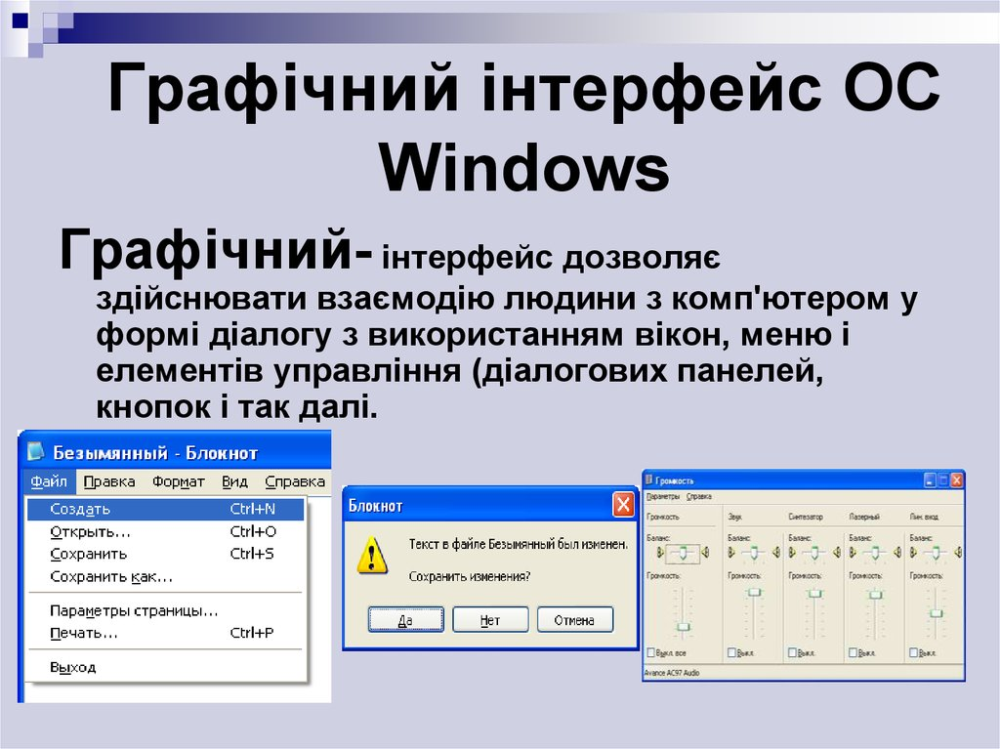 Графічний інтерфейс ОС
Windows
Графічний- інтерфейс дозволяє
здійснювати взаємодію людини з комп'ютером у
формі діалогу з використанням вікон, меню і
елементів управління (діалогових панелей,
кнопок і так далі.
Безымянный - Блокнот
Файл Правка Формат Вид Справка
Создать Ctrl+N
Открыть... Ctrl+O
Сохранить Ctrl+S
Сохранить как...
Параметры страницы...
Печать... Ctrl+P
Выход
Блокнот
Текст в файле Безымянный был изменен.
Сохранить изменения?
Да Нет Отмена
Громкость
Параметры Справка
Громкость Звук Синтезатор Лазерный Лин. вход
Баланс: Баланс: Баланс: Баланс: Баланс:
Громкость: Громкость: Громкость: Громкость: Громкость:
Выкл. все Выкл. Выкл. Выкл. Выкл.
Avance AC97 Audio